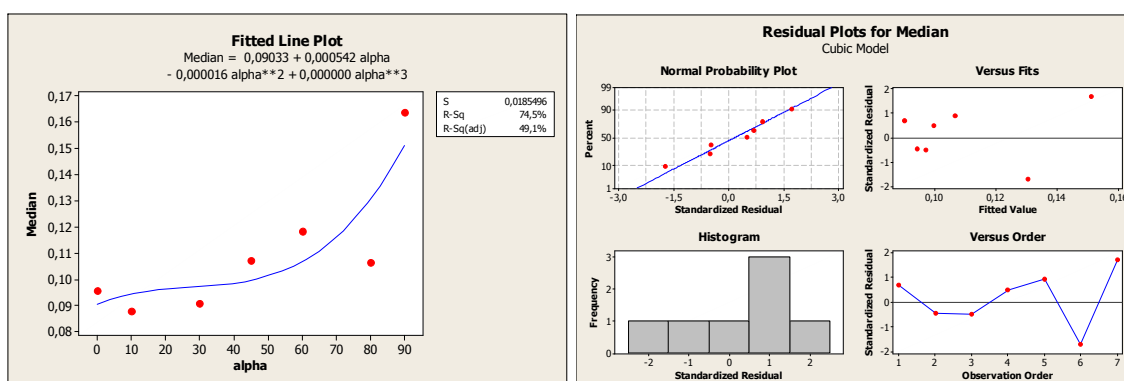 Fitted Line Plot
Median = 0,09033 + 0,000542 alpha
- 0,000016 alpha**2 + 0,000000 alpha**3
S 0,0185496
R-Sq 74,5%
R-Sq(adj) 49,1%
0,17
0,16
0,15
0,14
0,13
0,12
0,11
0,10
0,09
0,08
Median
0 10 20 30 40 50 60 70 80 90
alpha
Residual Plots for Median
Cubic Model
Normal Probability Plot
99
90
50
10
1
Percent
-3,0 -1,5 0,0 1,5 3,0
Standardized Residual
Versus Fits
2
1
0
-1
-2
Standardized Residual
0,10 0,12 0,14 0,16
Fitted Value
Histogram
3
2
1
0
Frequency
-2 -1 0 1 2
Standardized Residual
Versus Order
2
1
0
-1
-2
Standardized Residual
1 2 3 4 5 6 7
Observation Order